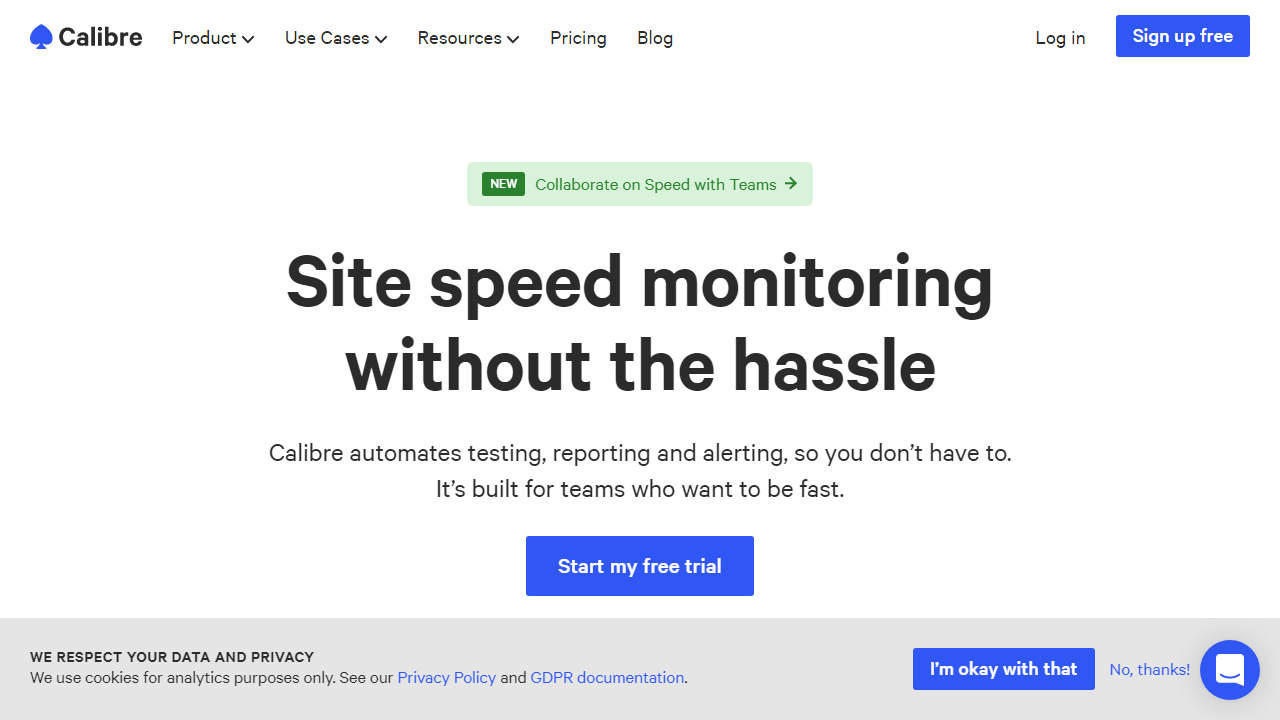 Calibre
Product
Use Cases
Resources
Pricing
Blog
Log in
Sign up free
NEW Collaborate on Speed with Teams →
Site speed monitoring
without the hassle
Calibre automates testing, reporting and alerting, so you don’t have to.
It’s built for teams who want to be fast.
Start my free trial
WE RESPECT YOUR DATA AND PRIVACY
We use cookies for analytics purposes only. See our Privacy Policy and GDPR documentation.
I’m okay with that
No, thanks!